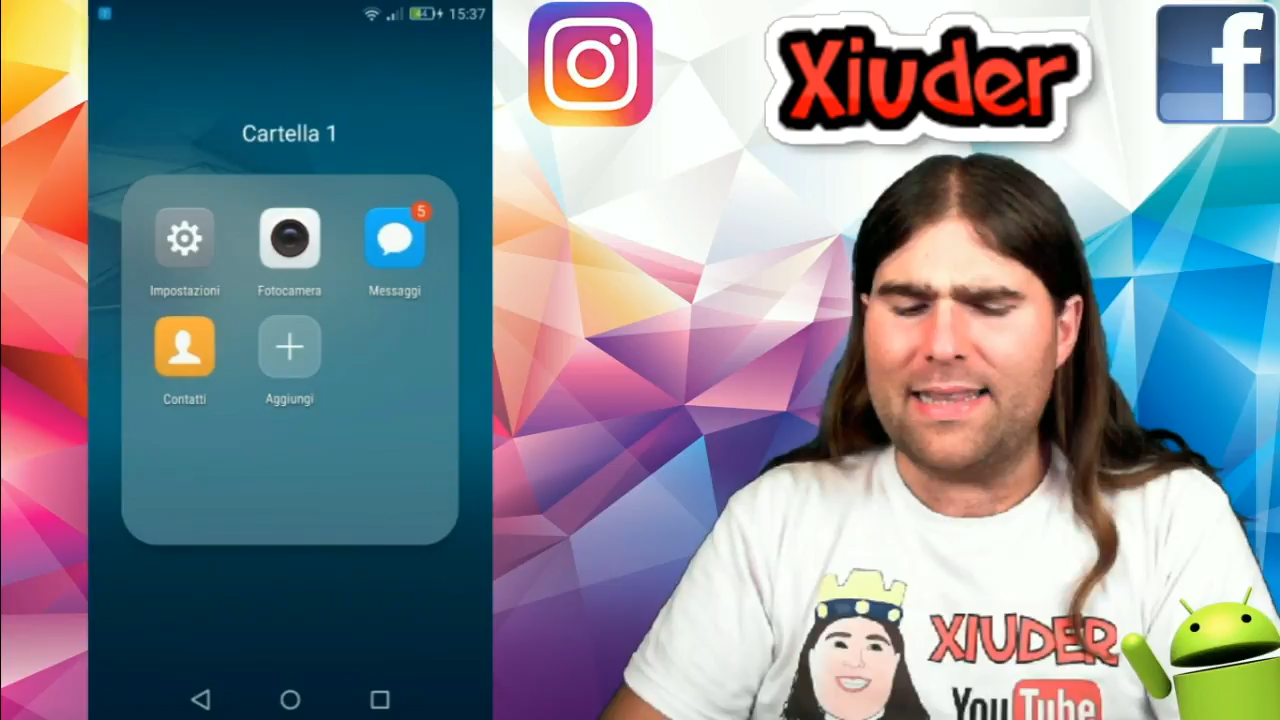 15:37
Cartella 1
5
Impostazioni
Fotocamera
Messaggi
Contatti
Aggiungi
Xiuder
f
XIUDER
YouTube